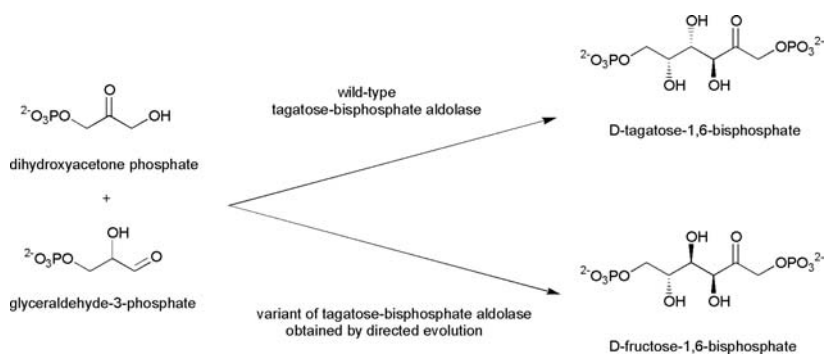 2-O₃PO
O
OH
dihydroxyacetone phosphate
+
OH
2-O₃PO
O
glyceraldehyde-3-phosphate
wild-type
tagatose-bisphosphate aldolase
variant of tagatose-bisphosphate aldolase
obtained by directed evolution
OH O
2-O₃PO OPO₃2-
OH OH
D-tagatose-1,6-bisphosphate
OH O
2-O₃PO OPO₃2-
OH OH
D-fructose-1,6-bisphosphate